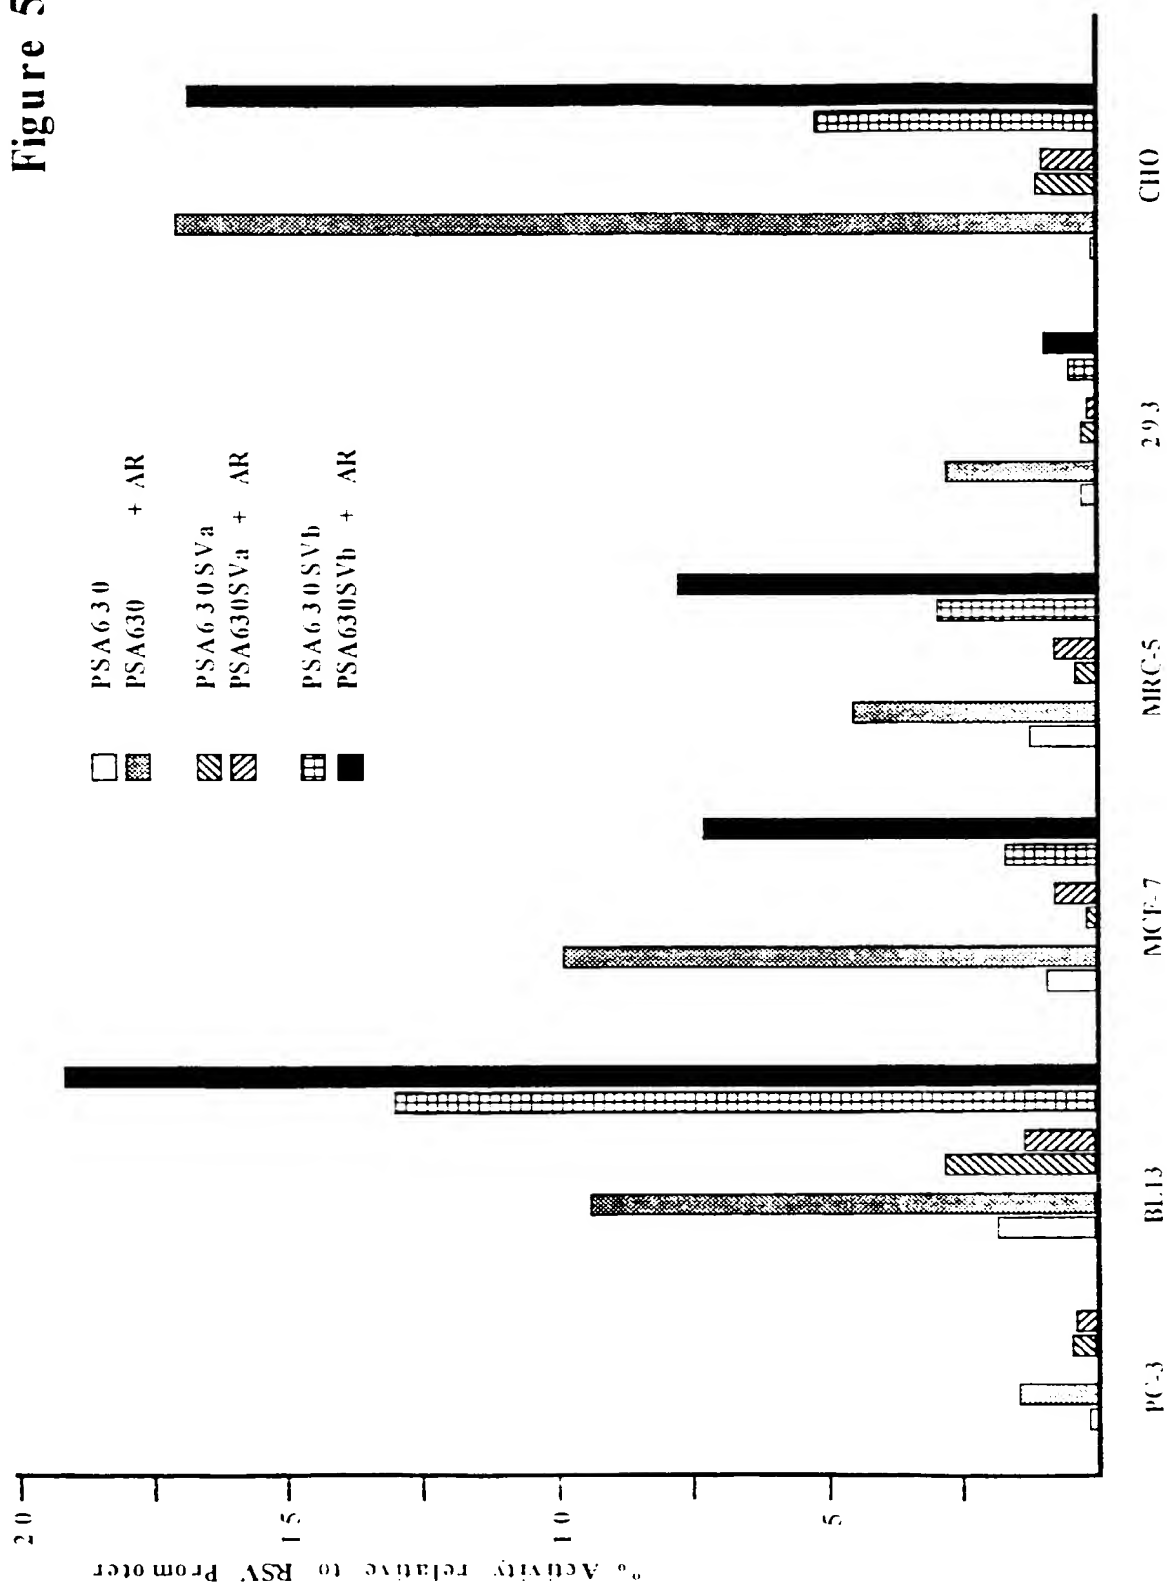 Figure 5
PSA630
PSA630 + AR
PSA630SVa
PSA630SVa + AR
PSA630SVb
PSA630SVb + AR
% Activity relative to RSV Promoter
20
15
10
5
PC-3
BL13
MCF-7
MRC-5
293
CHO